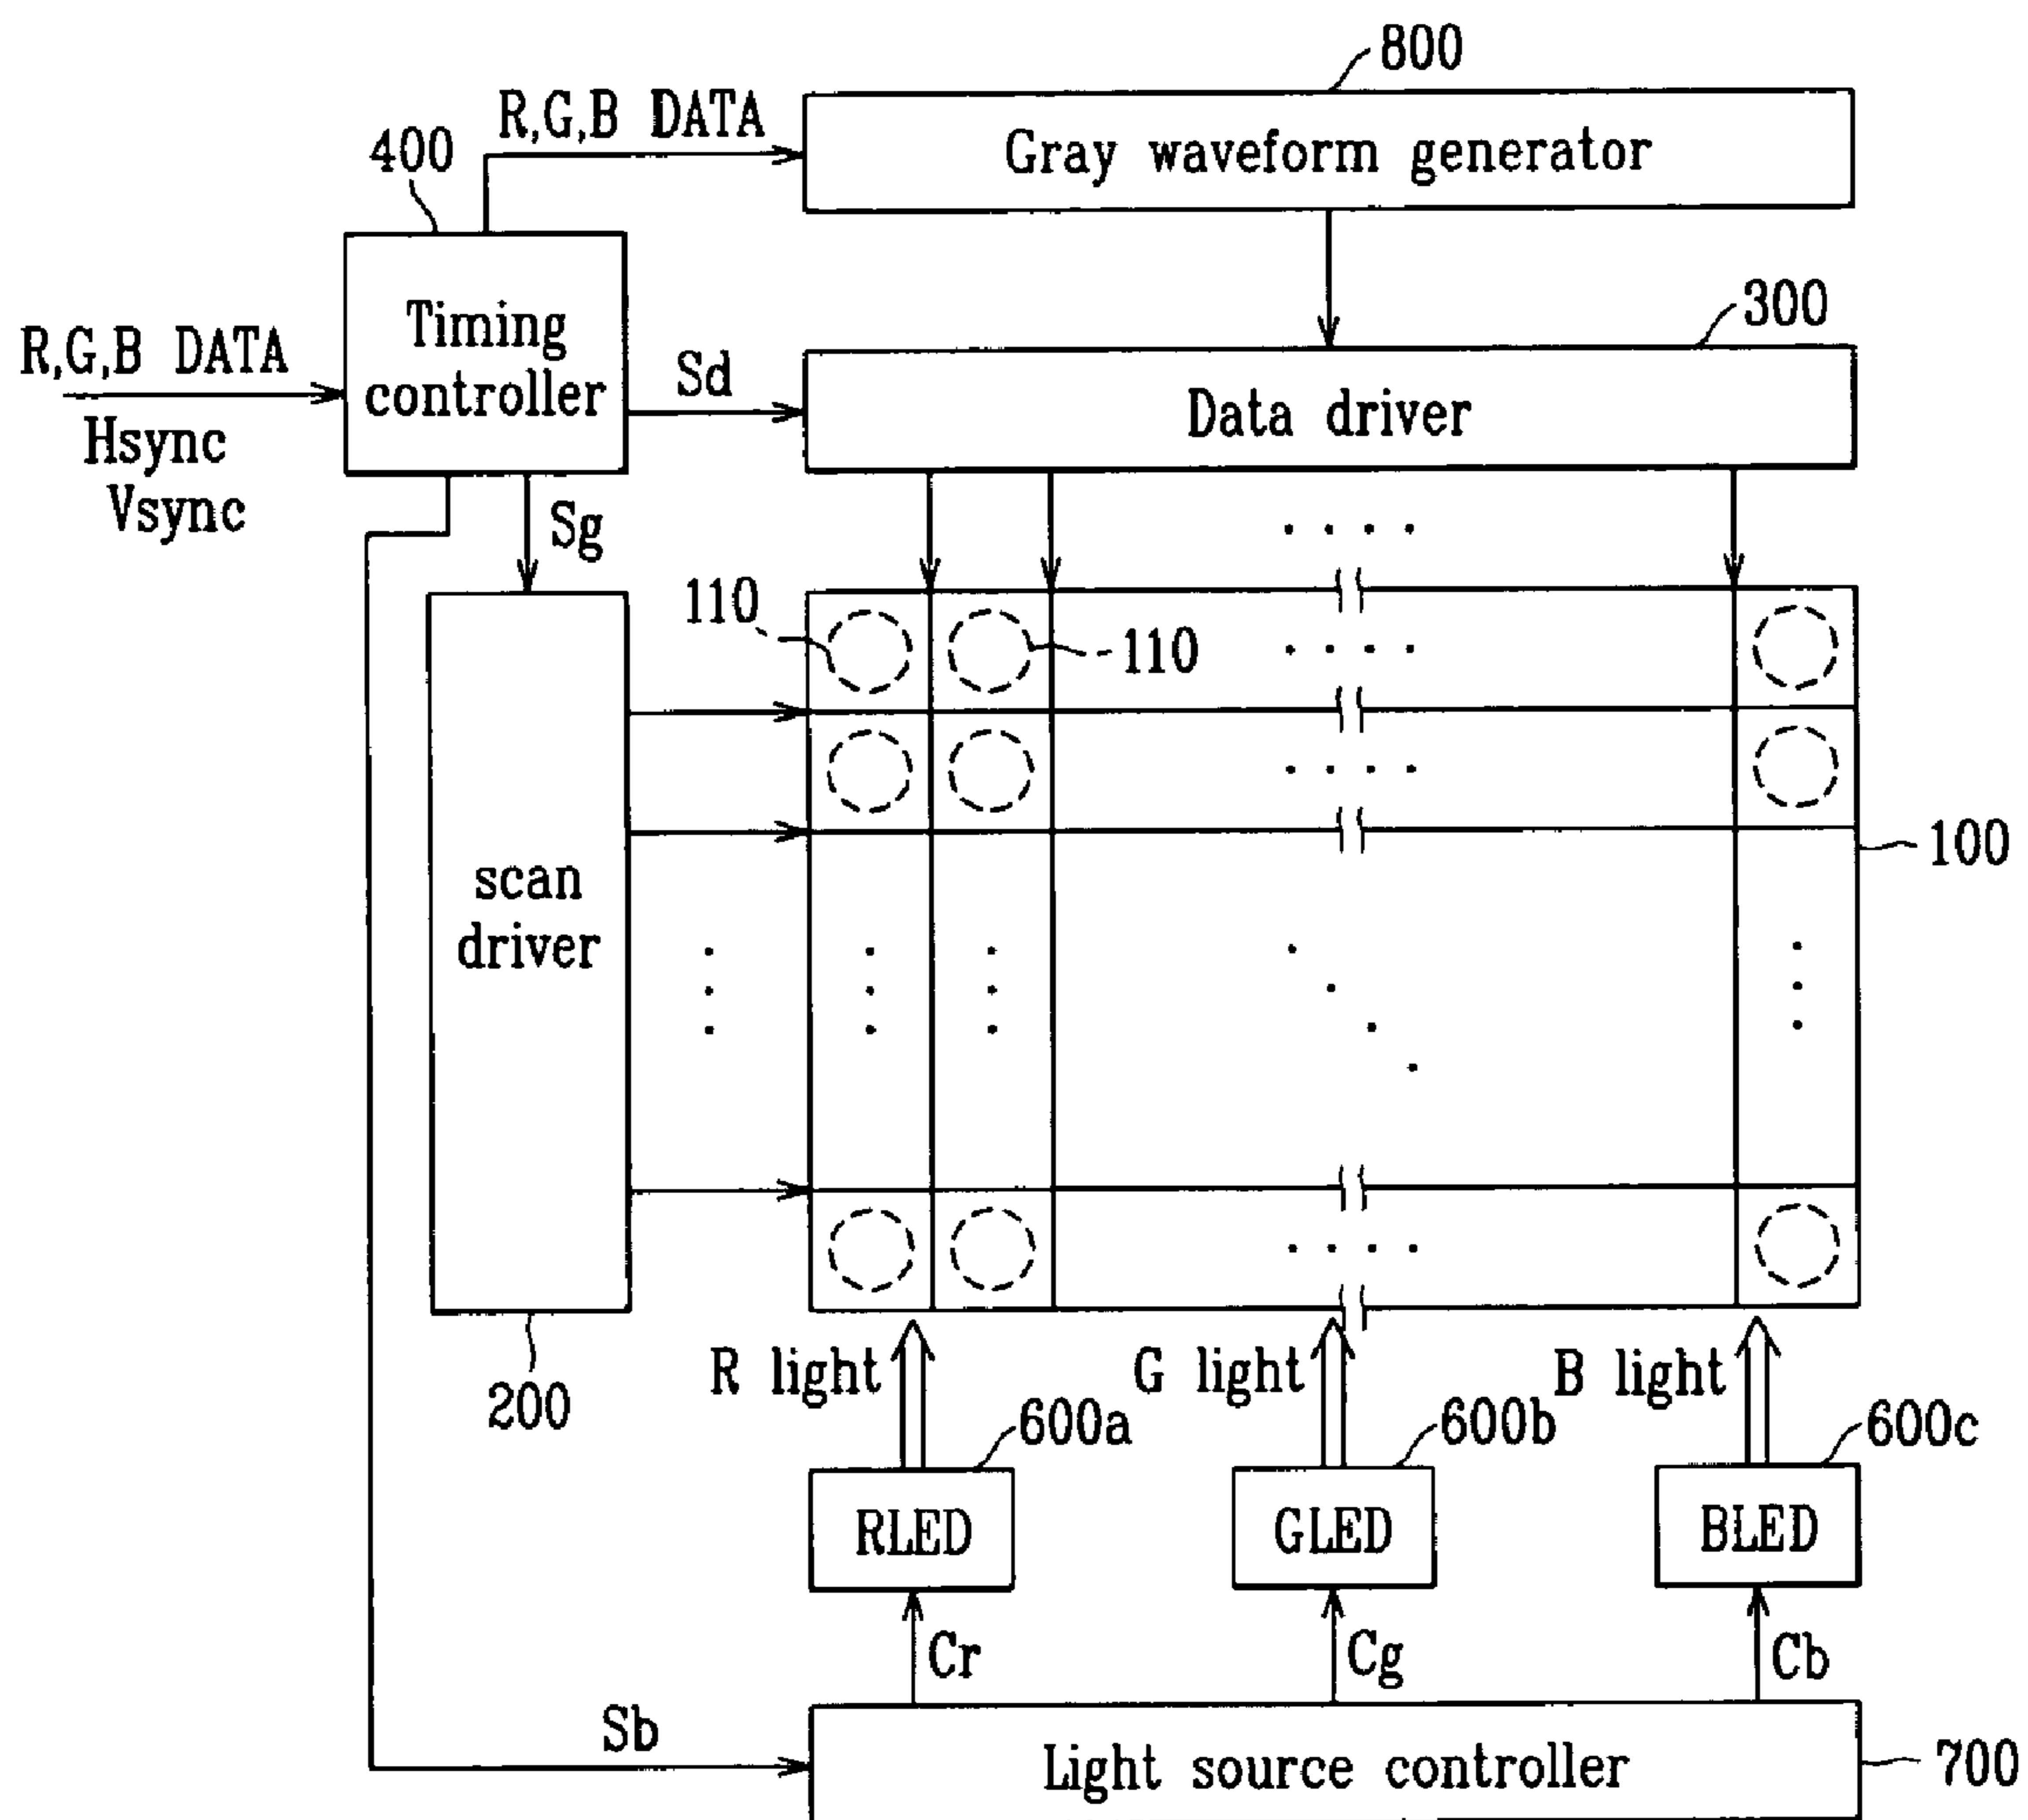 800
R,G,B DATA
400
Gray waveform generator
300
Timing
controller
R,G,B DATA
Hsync
Vsync
Sd
Data driver
Sg
110
110
scan
driver
100
200
R light
G light
B light
600a
600b
600c
RLED
GLED
BLED
Cr
Cg
Cb
Sb
Light source controller
700